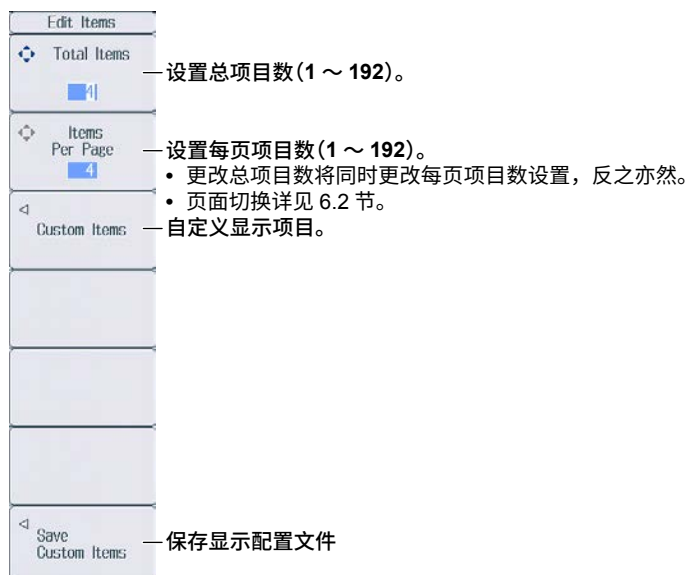 Edit Items
Total Items
4
设置总项目数(1 ～ 192)。
Items
Per Page
4
设置每页项目数(1 ～ 192)。
• 更改总项目数将同时更改每页项目数设置，反之亦然。
• 页面切换详见 6.2 节。
Custom Items
自定义显示项目。
Save
Custom Items
保存显示配置文件